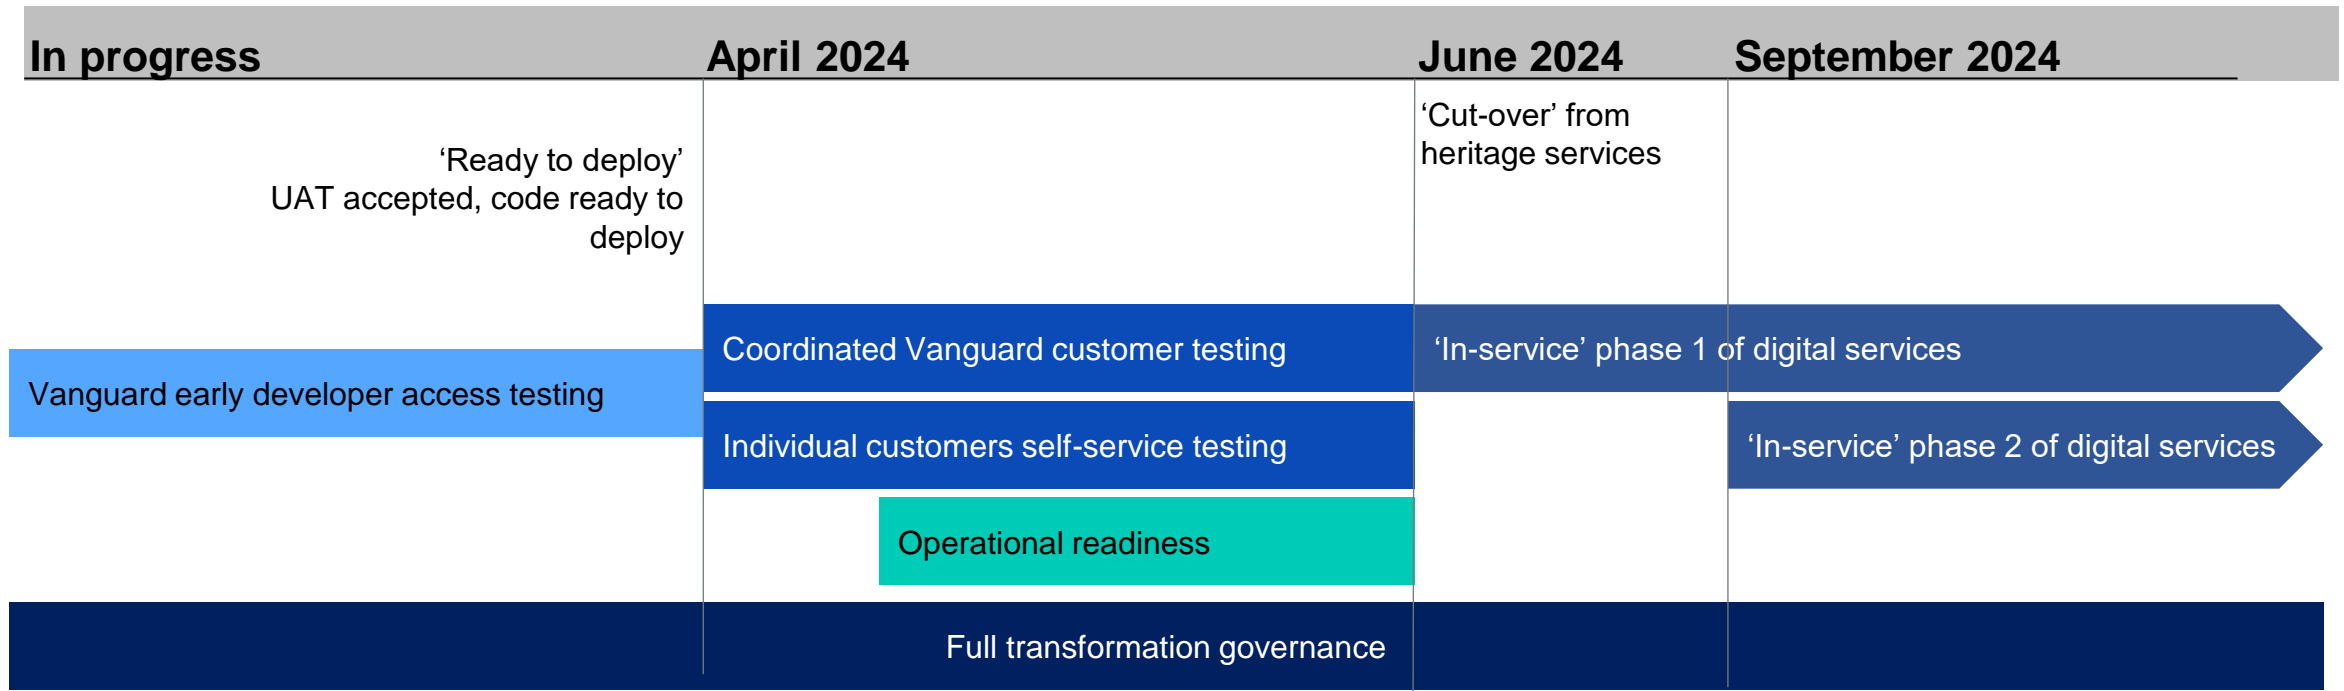 In progress
April 2024
June 2024
September 2024
‘Ready to deploy’
UAT accepted, code ready to
deploy
‘Cut-over’ from
heritage services
Vanguard early developer access testing
Coordinated Vanguard customer testing
‘In-service’ phase 1 of digital services
Individual customers self-service testing
‘In-service’ phase 2 of digital services
Operational readiness
Full transformation governance